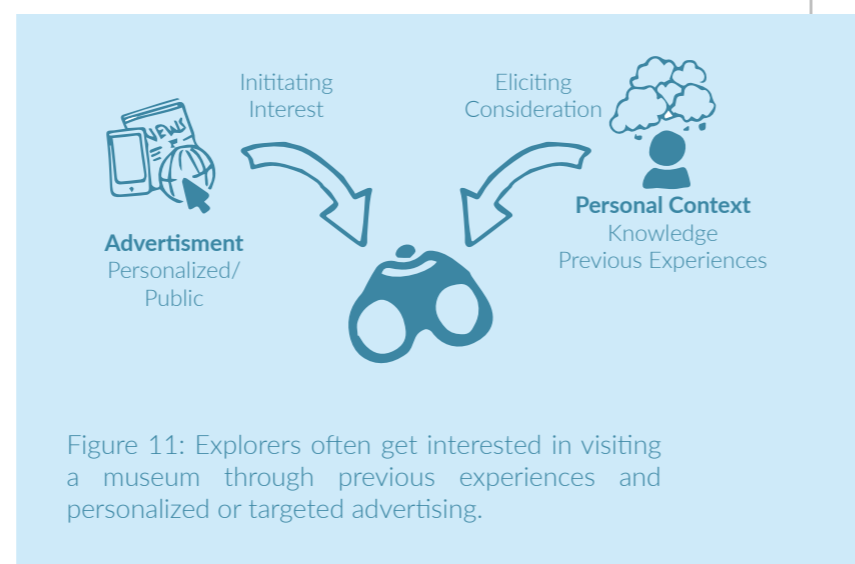 Inititating
Interest
Eliciting
Consideration
NEWS
Advertisment
Personalized/
Public
Personal Context
Knowledge
Previous Experiences
Figure 11: Explorers often get interested in visiting
a museum through previous experiences and
personalized or targeted advertising.